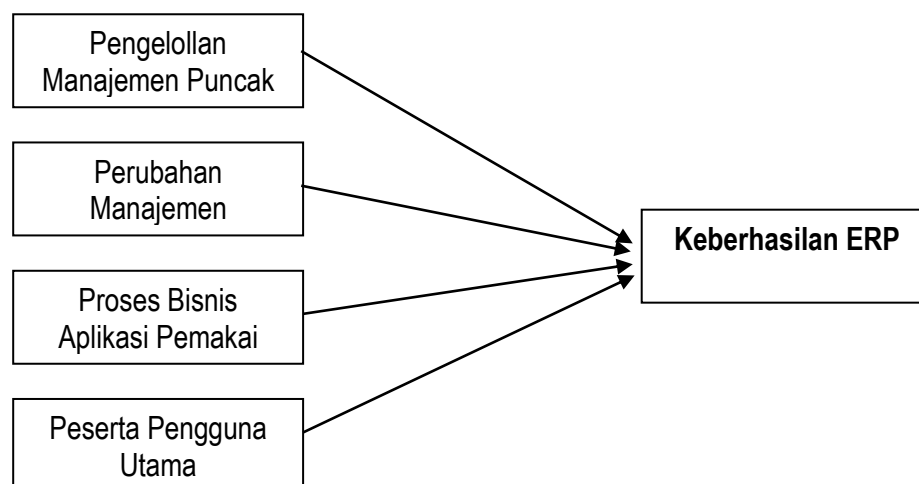 Pengelollan
Manajemen Puncak
Perubahan
Manajemen
Proses Bisnis
Aplikasi Pemakai
Peserta Pengguna
Utama
Keberhasilan ERP